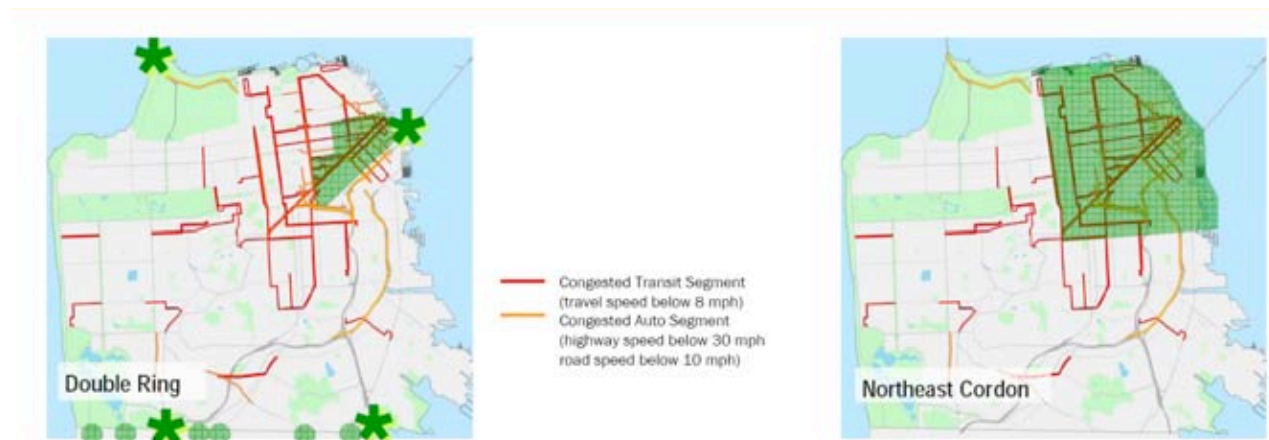 Double Ring
Congested Transit Segment
(travel speed below 8 mph)
Congested Auto Segment
(highway speed below 30 mph
road speed below 10 mph)
Northeast Cordon